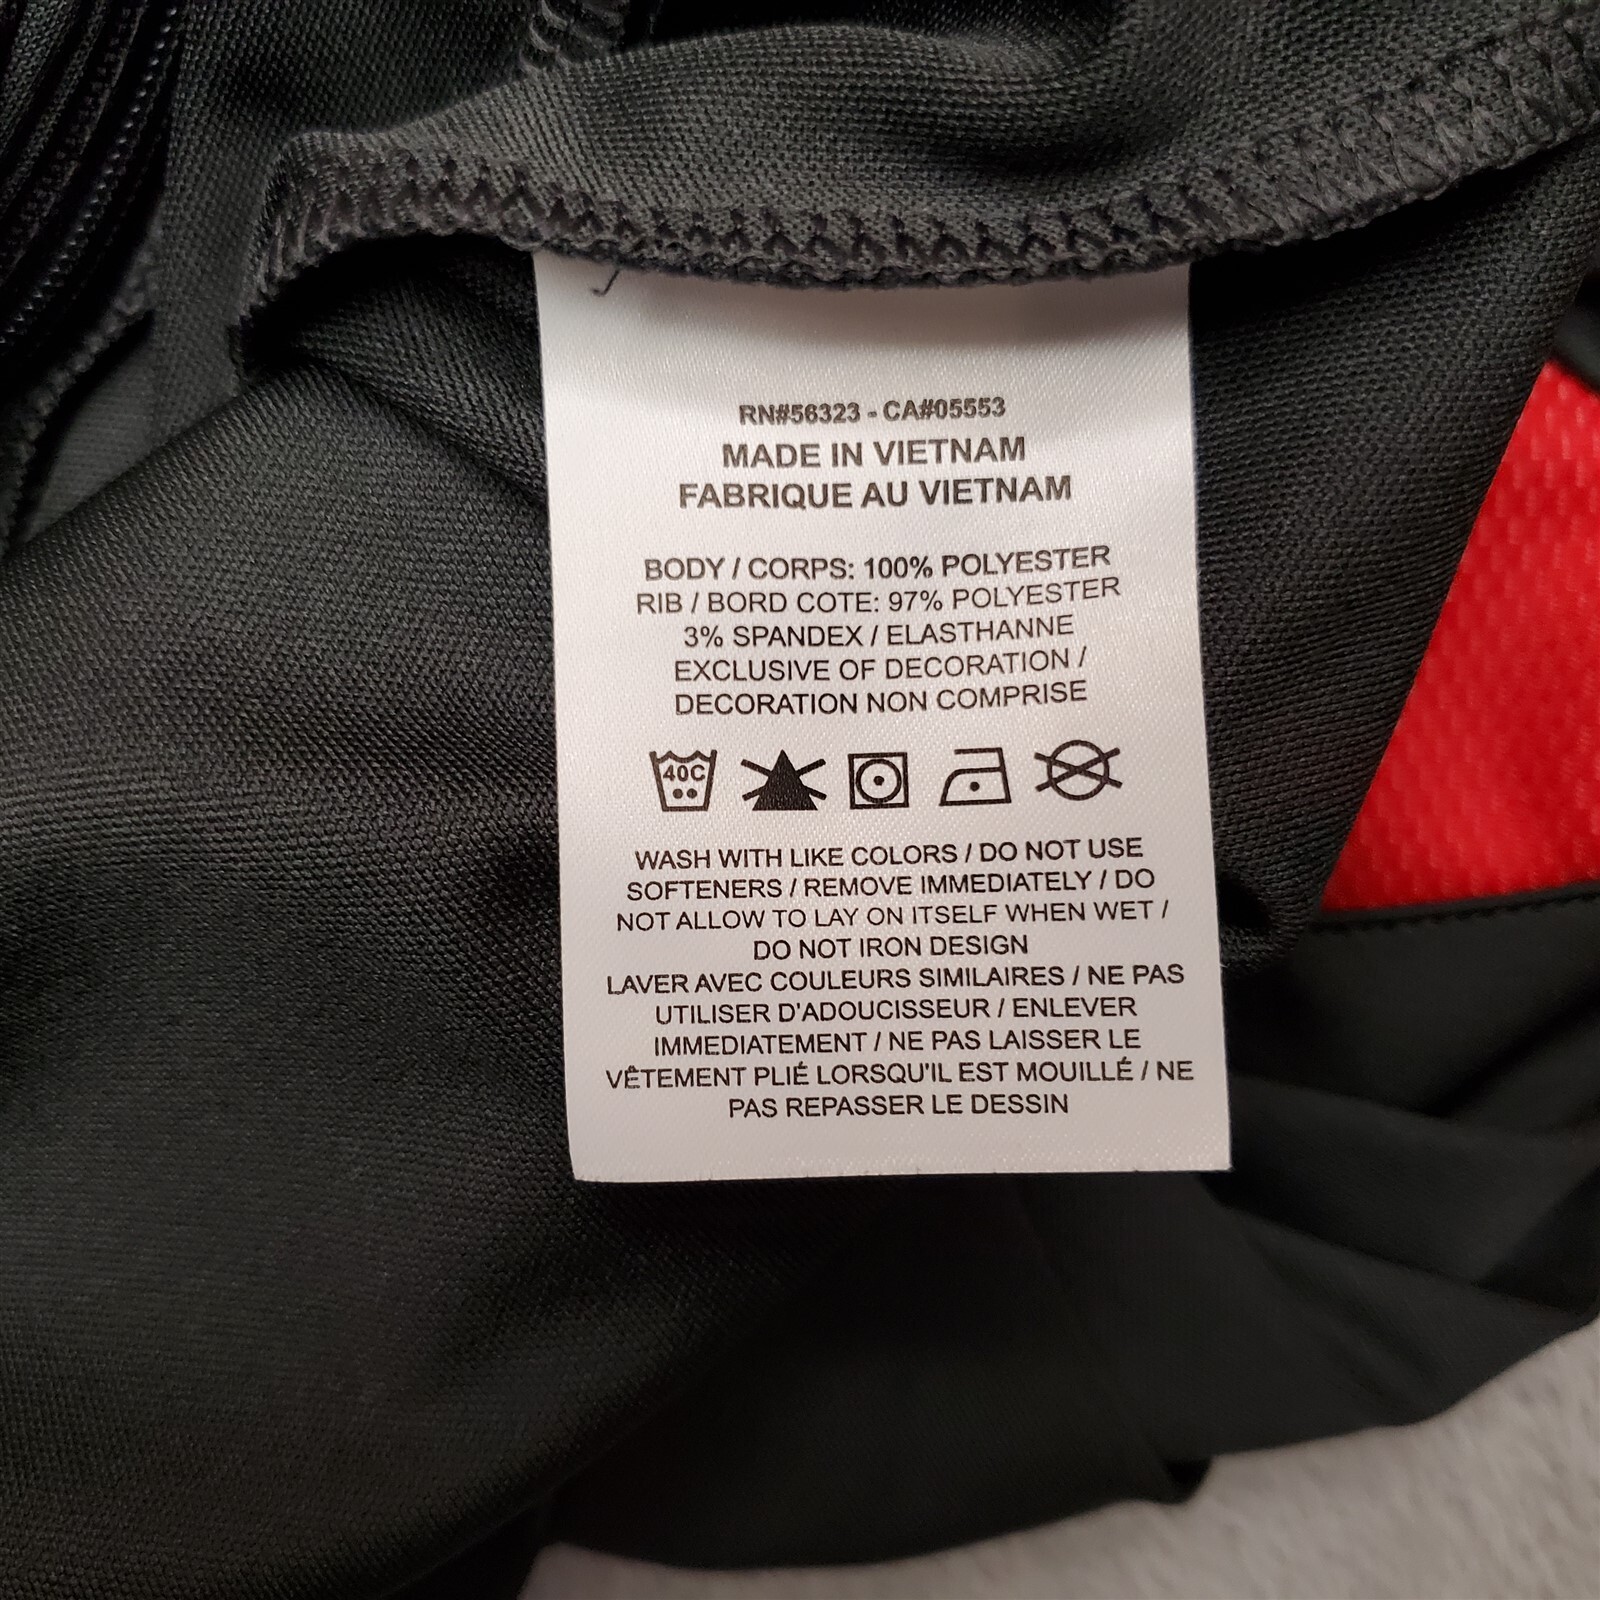 RN#56323 - CA#05553
MADE IN VIETNAM
FABRIQUE AU VIETNAM
BODY / CORPS: 100% POLYESTER
RIB / BORD COTE: 97% POLYESTER
3% SPANDEX / ELASTHANNE
EXCLUSIVE OF DECORATION /
DECORATION NON COMPRISE
40C
WASH WITH LIKE COLORS / DO NOT USE
SOFTENERS / REMOVE IMMEDIATELY / DO
NOT ALLOW TO LAY ON ITSELF WHEN WET /
DO NOT IRON DESIGN
LAVER AVEC COULEURS SIMILAIRES / NE PAS
UTILISER D'ADOUCISSEUR / ENLEVER
IMMEDIATEMENT / NE PAS LAISSER LE
VÊTEMENT PLIÉ LORSQU'IL EST MOUILLÉ / NE
PAS REPASSER LE DESSIN